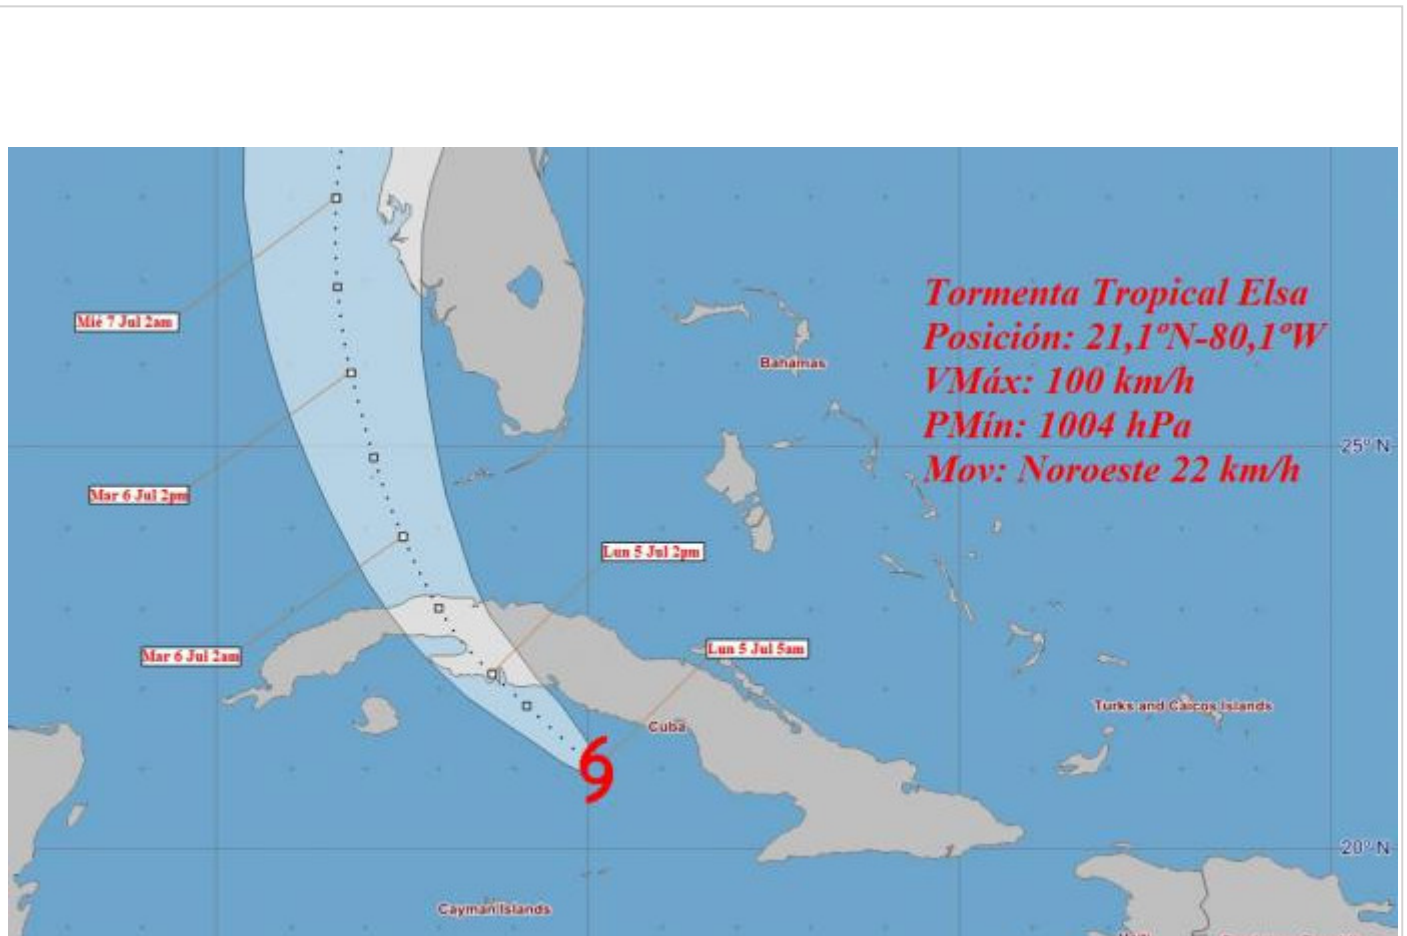 Tormenta Tropical Elsa
Posición: 21,1ºN-80,1ºW
VMáx: 100 km/h
PMín: 1004 hPa
Mov: Noroeste 22 km/h
Mié 7 Jul 2am
Bahamas
25° N
Mar 6 Jul 2pm
Lun 5 Jul 2pm
Mar 6 Jul 2am
Lun 5 Jul 5am
Turks and Caicos Islands
Cuba
20° N
Cayman Islands